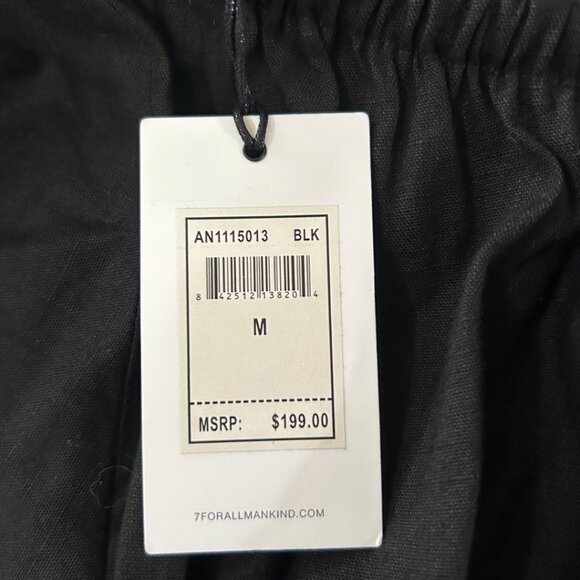 AN1115013 BLK
8 42512 13820 4
M
MSRP: $199.00
7FORALLMANKIND.COM